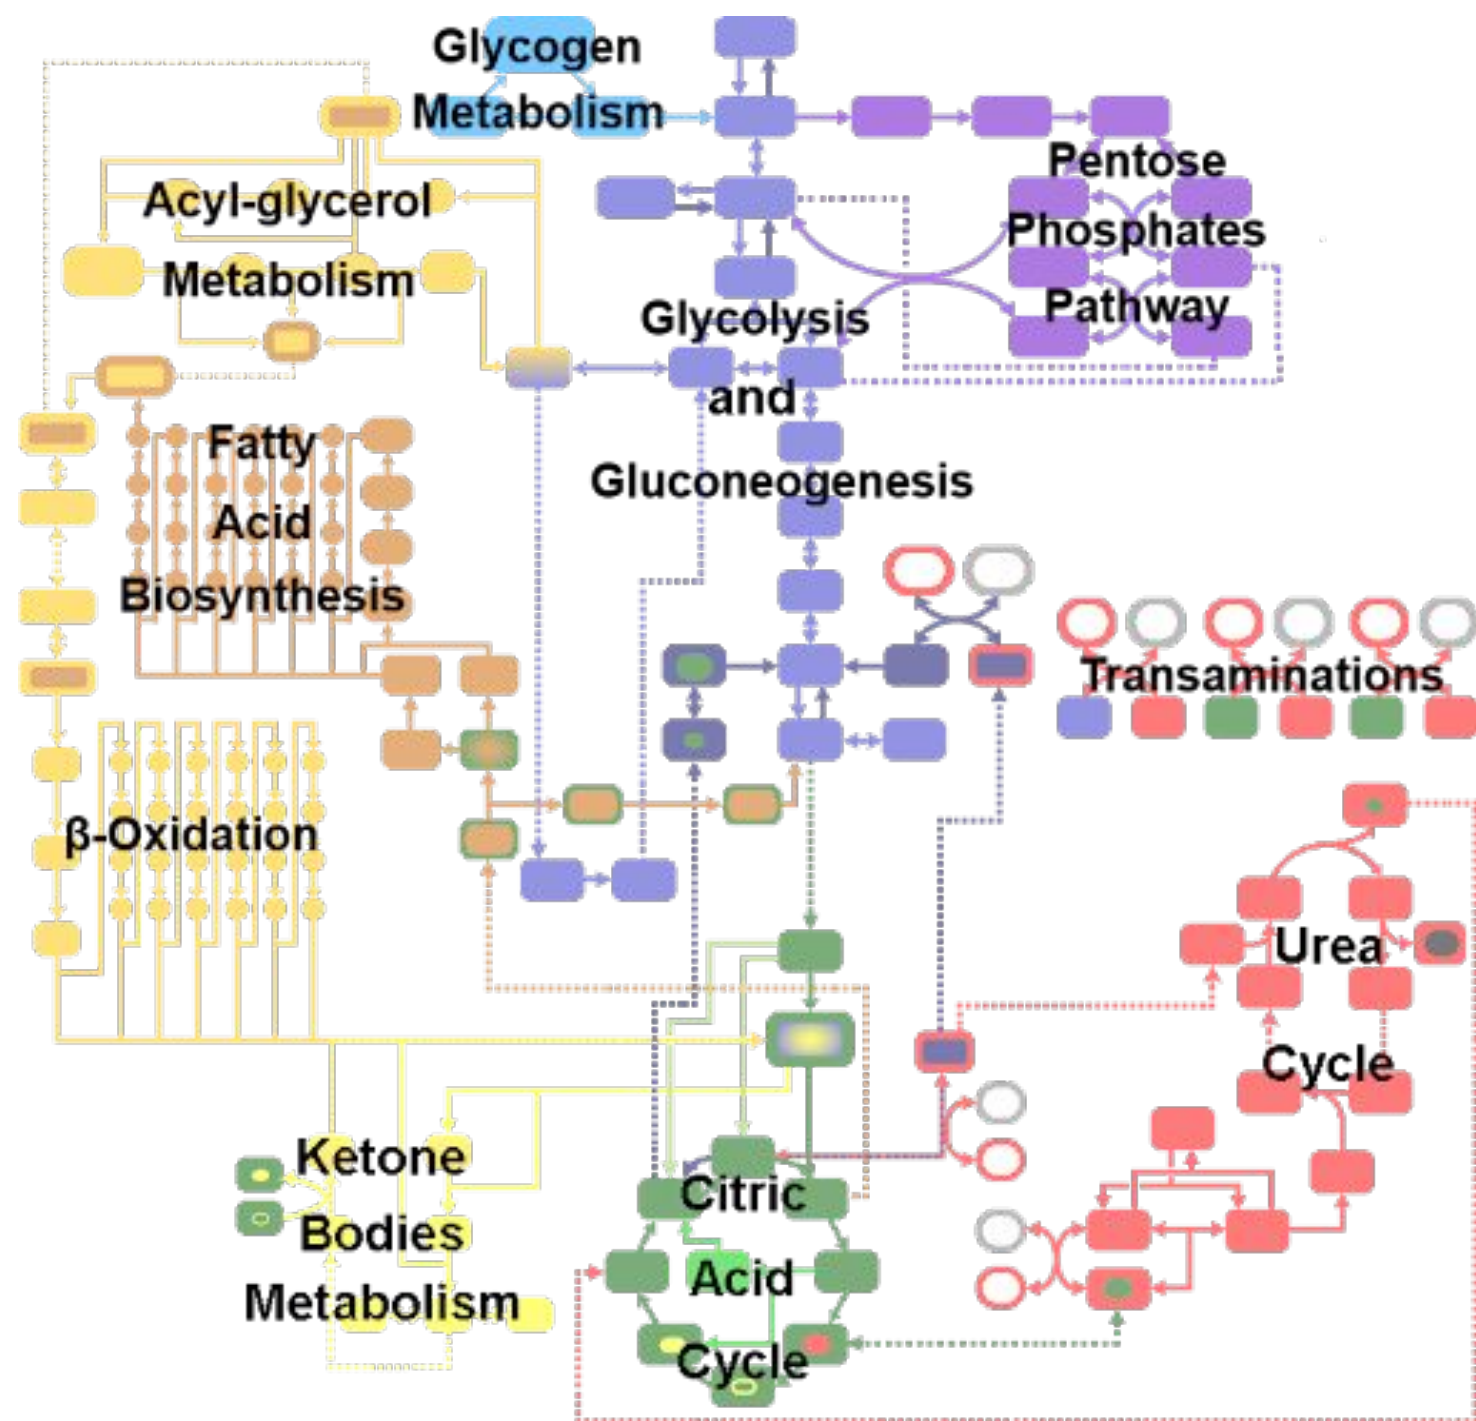 Glycogen
Metabolism
Pentose
Phosphates
Pathway
Acyl-glycerol
Metabolism
Glycolysis
and
Gluconeogenesis
Fatty
Acid
Biosynthesis
Transaminations
β-Oxidation
Urea
Cycle
Ketone
Bodies
Metabolism
Citric
Acid
Cycle